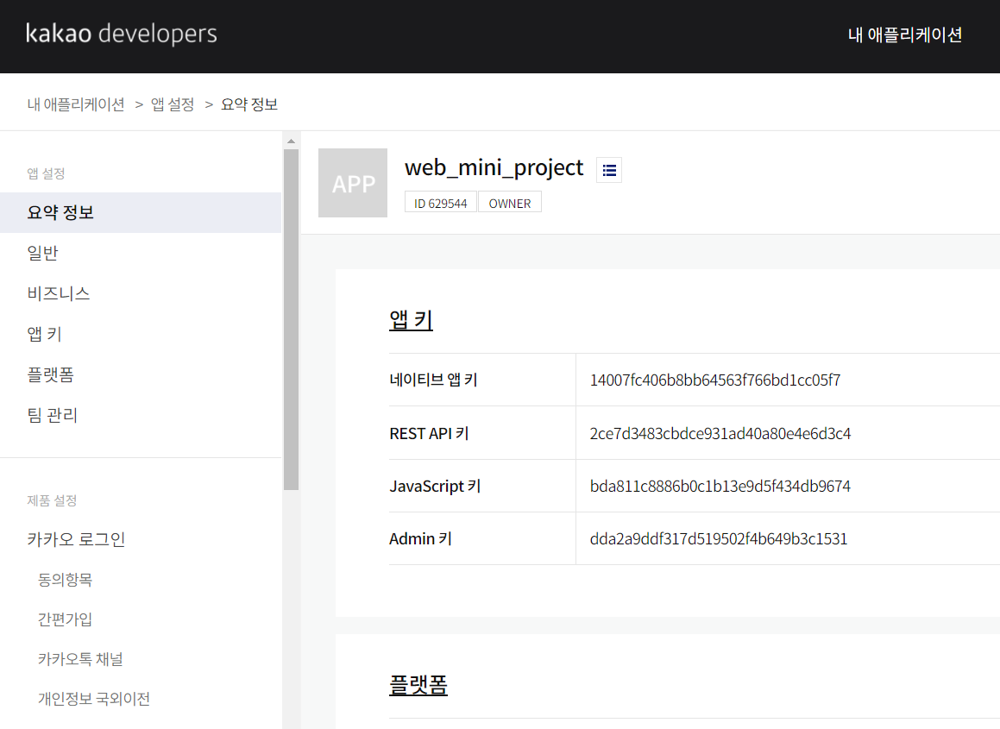 kakao developers
내 애플리케이션
내 애플리케이션 > 앱 설정 > 요약 정보
앱 설정
요약 정보
일반
비즈니스
앱 키
플랫폼
팀 관리
제품 설정
카카오 로그인
동의항목
간편가입
카카오톡 채널
개인정보 국외이전
APP
web_mini_project
ID 629544
OWNER
앱 키
네이티브 앱 키 14007fc406b8bb64563f766bd1cc05f7
REST API 키 2ce7d3483cbdce931ad40a80e4e6d3c4
JavaScript 키 bda811c8886b0c1b13e9d5f434db9674
Admin 키 dda2a9ddf317d519502f4b649b3c1531
플랫폼